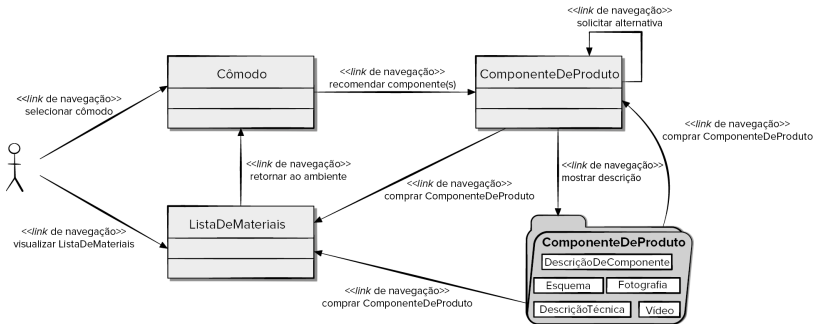 <<link de navegação>>
solicitar alternativa
Cômodo
<<link de navegação>>
recomendar componente(s)
ComponenteDeProduto
<<link de navegação>>
selecionar cômodo
<<link de navegação>>
comprar ComponenteDeProduto
<<link de navegação>>
retornar ao ambiente
<<link de navegação>>
mostrar descrição
<<link de navegação>>
comprar ComponenteDeProduto
ListaDeMateriais
<<link de navegação>>
visualizar ListaDeMateriais
ComponenteDeProduto
DescriçãoDeComponente
Esquema
Fotografia
DescriçãoTécnica
Vídeo
<<link de navegação>>
comprar ComponenteDeProduto